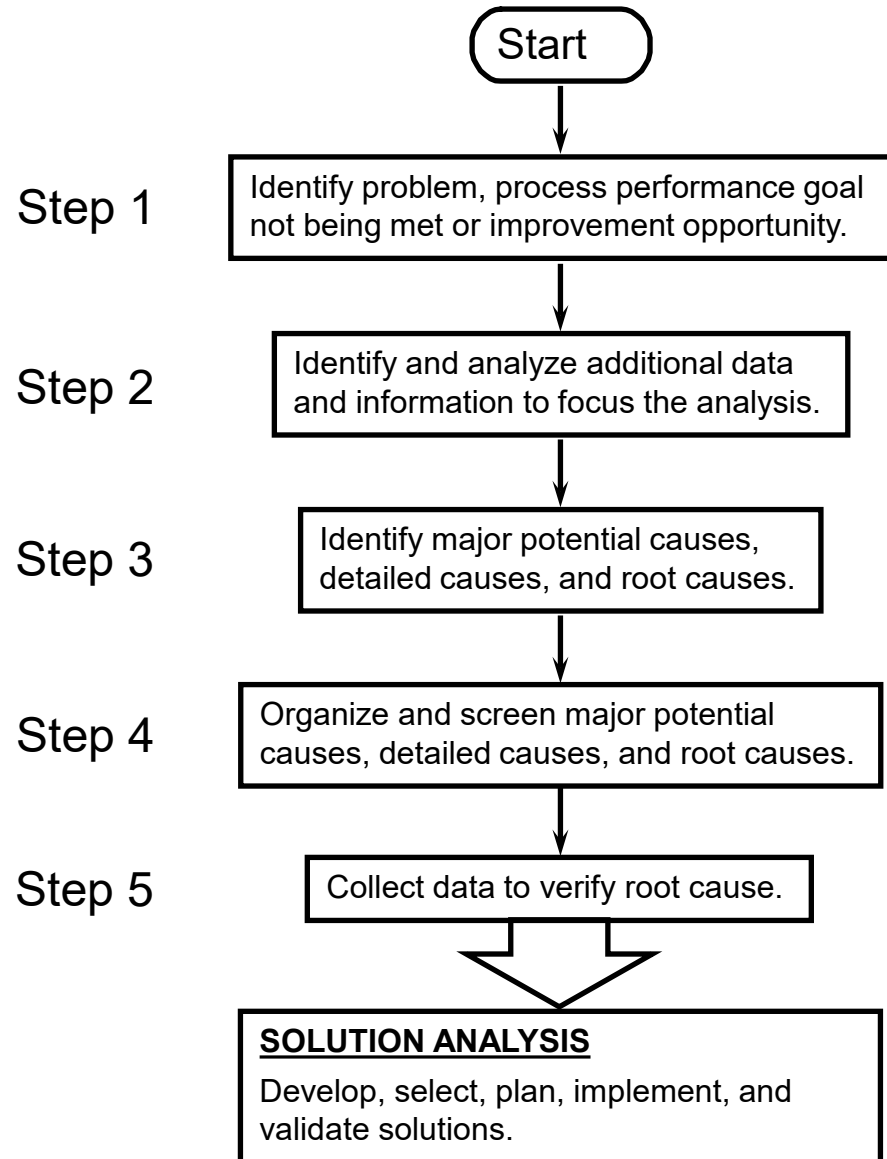 Start
Step 1
Identify problem, process performance goal
not being met or improvement opportunity.
Step 2
Identify and analyze additional data
and information to focus the analysis.
Step 3
Identify major potential causes,
detailed causes, and root causes.
Step 4
Organize and screen major potential
causes, detailed causes, and root causes.
Step 5
Collect data to verify root cause.
SOLUTION ANALYSIS
Develop, select, plan, implement, and
validate solutions.